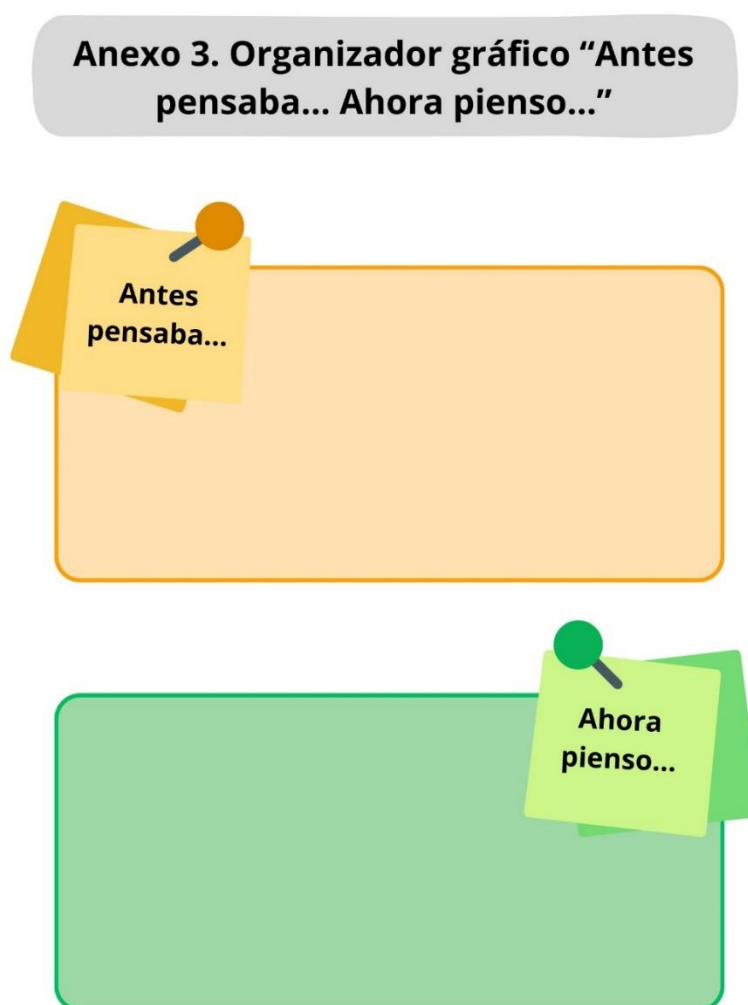 Anexo 3. Organizador gráfico “Antes
pensaba... Ahora pienso...”
Antes
pensaba...
Ahora
pienso...